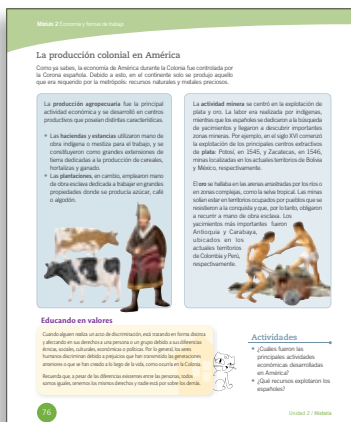 Módulo 2 Economía y formas de trabajo
La producción colonial en América
Como ya sabes, la economía de América durante la Colonia fue controlada por
la Corona española. Debido a esto, en el continente solo se produjo aquello
que era requerido por la metrópoli: recursos naturales y metales preciosos.
La producción agropecuaria fue la principal
actividad económica y se desarrolló en centros
productivos que poseían distintas características.
• Las haciendas y estancias utilizaron mano de
obra indígena o mestiza para el trabajo, y se
constituyeron como grandes extensiones de
tierra dedicadas a la producción de cereales,
hortalizas y ganado.
• Las plantaciones, en cambio, emplearon mano
de obra esclava dedicada a trabajar en grandes
propiedades donde se producía azúcar, café
o algodón.
La actividad minera se centró en la explotación de
plata y oro. La labor era realizada por indígenas,
mientras que los españoles se dedicaron a la búsqueda
de yacimientos y llegaron a descubrir importantes
zonas mineras. Por ejemplo, en el siglo XVI comenzó
la explotación de los principales centros extractivos
de plata: Potosí, en 1545, y Zacatecas, en 1546,
minas localizadas en los actuales territorios de Bolivia
y México, respectivamente.
El oro se hallaba en las arenas arrastradas por los ríos o
en zonas complejas, como la selva tropical. Las minas
solían estar en territorios ocupados por pueblos que se
resistieron a la conquista y que, por lo tanto, obligaron
a recurrir a mano de obra esclava. Los
yacimientos más importantes fueron
Antioquia y Carabaya,
ubicados en los
actuales territorios
de Colombia y Perú,
respectivamente.
Educando en valores
Cuando alguien realiza un acto de discriminación, está tratando en forma distinta
y afectando en sus derechos a una persona o un grupo debido a sus diferencias
étnicas, sociales, culturales, económicas o políticas. Por lo general, los seres
humanos discriminan debido a prejuicios que han transmitido las generaciones
anteriores o que se han creado a lo largo de la vida, como ocurría en la Colonia.
Recuerda que, a pesar de las diferencias existentes entre las personas, todos
somos iguales, tenemos los mismos derechos y nadie está por sobre los demás.
Actividades
• ¿Cuáles fueron las
principales actividades
económicas desarrolladas
en América?
• ¿Qué recursos explotaron los
españoles?
76
Unidad 2 / Historia